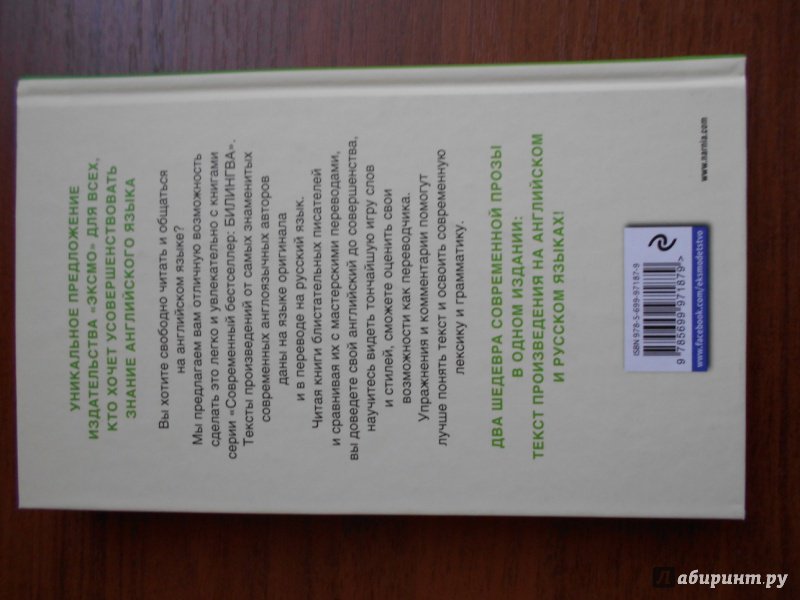 УНИКАЛЬНОЕ ПРЕДЛОЖЕНИЕ
ИЗДАТЕЛЬСТВА «ЭКСМО» ДЛЯ ВСЕХ,
КТО ХОЧЕТ УСОВЕРШЕНСТВОВАТЬ
ЗНАНИЕ АНГЛИЙСКОГО ЯЗЫКА
Вы хотите свободно читать и общаться
на английском языке?
Мы предлагаем вам отличную возможность
сделать это легко и увлекательно с книгами
серии «Современный бестселлер: БИЛИНГВА».
Тексты произведений от самых знаменитых
современных англоязычных авторов
даны на языке оригинала
и в переводе на русский язык.
Читая книги блистательных писателей
и сравнивая их с мастерскими переводами,
вы доведете свой английский до совершенства,
научитесь видеть тончайшую игру слов
и стилей, сможете оценить свои
возможности как переводчика.
Упражнения и комментарии помогут
лучше понять текст и освоить современную
лексику и грамматику.
ДВА ШЕДЕВРА СОВРЕМЕННОЙ ПРОЗЫ
В ОДНОМ ИЗДАНИИ:
ТЕКСТ ПРОИЗВЕДЕНИЯ НА АНГЛИЙСКОМ
И РУССКОМ ЯЗЫКАХ!
ISBN 978-5-699-97187-9
9 785699 971879 >
www.facebook.com/eksmodetstvo
www.narnia.com
Лабиринт.ру